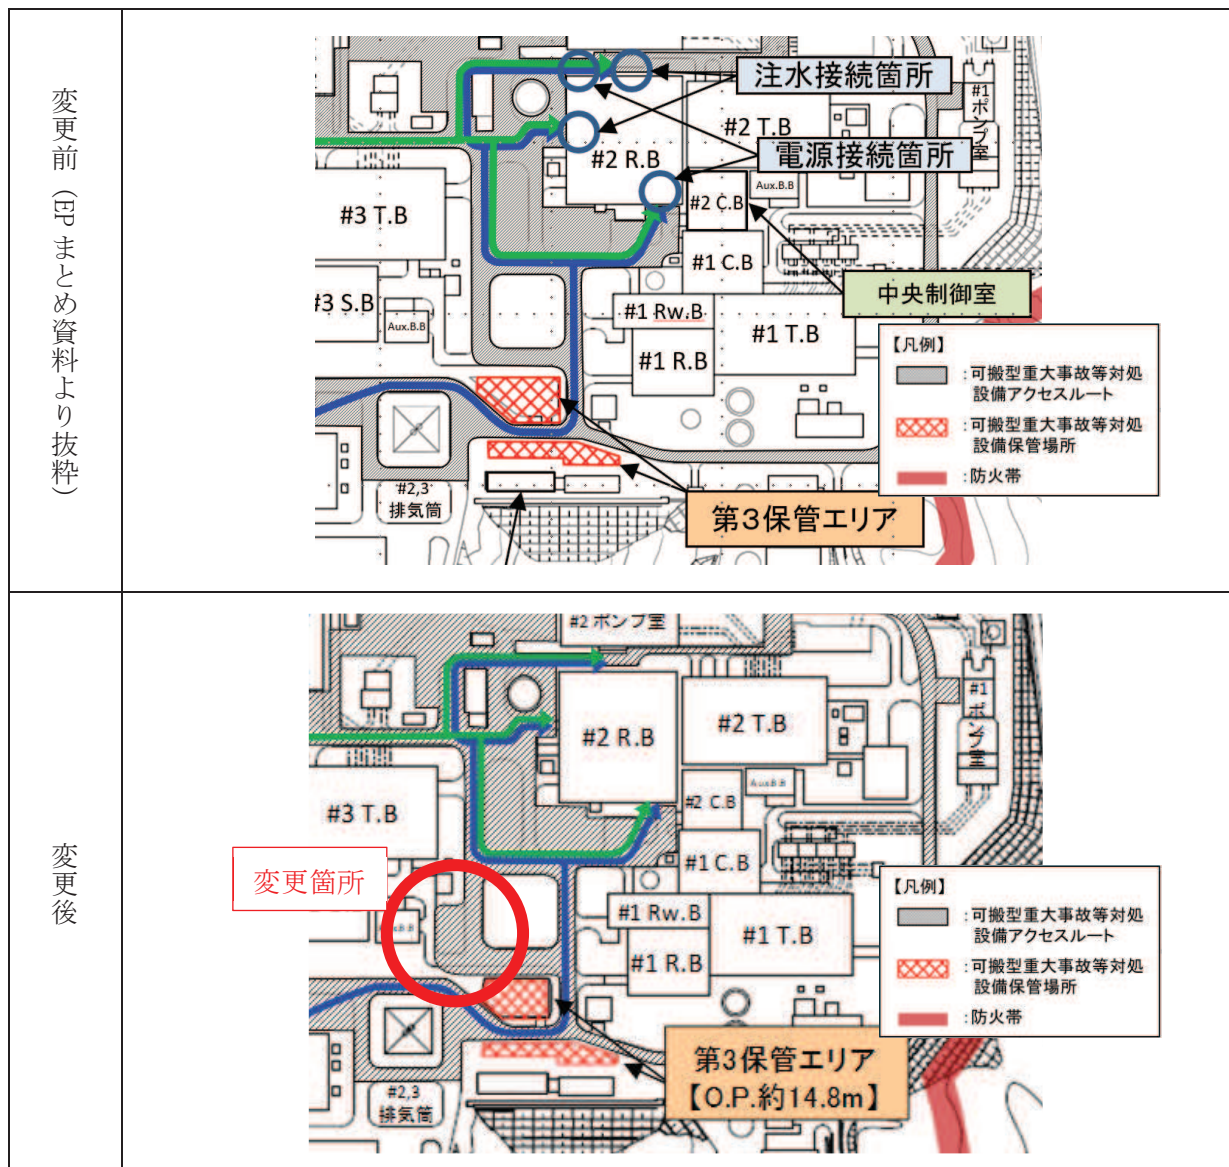 変更前（EPまとめ資料より抜粋）
注水接続箇所
#1
ポンプ室
#2 T.B
#2 R.B
電源接続箇所
Aux.B.B
#2 C.B
#3 T.B
#1 C.B
中央制御室
#3 S.B
Aux.B.B
#1 Rw.B
#1 T.B
#1 R.B
【凡例】
：可搬型重大事故等対処
設備アクセスルート
：可搬型重大事故等対処
設備保管場所
：防火帯
#2,3
排気筒
第３保管エリア
変更後
#2 ポンプ室
#1
ポンプ室
#2 R.B
#2 T.B
Aux.B.B
#2 C.B
#3 T.B
#1 C.B
変更箇所
Aux.B.B
#1 Rw.B
#1 T.B
#1 R.B
【凡例】
：可搬型重大事故等対処
設備アクセスルート
：可搬型重大事故等対処
設備保管場所
：防火帯
#2,3
排気筒
第3保管エリア
【O.P.約14.8m】